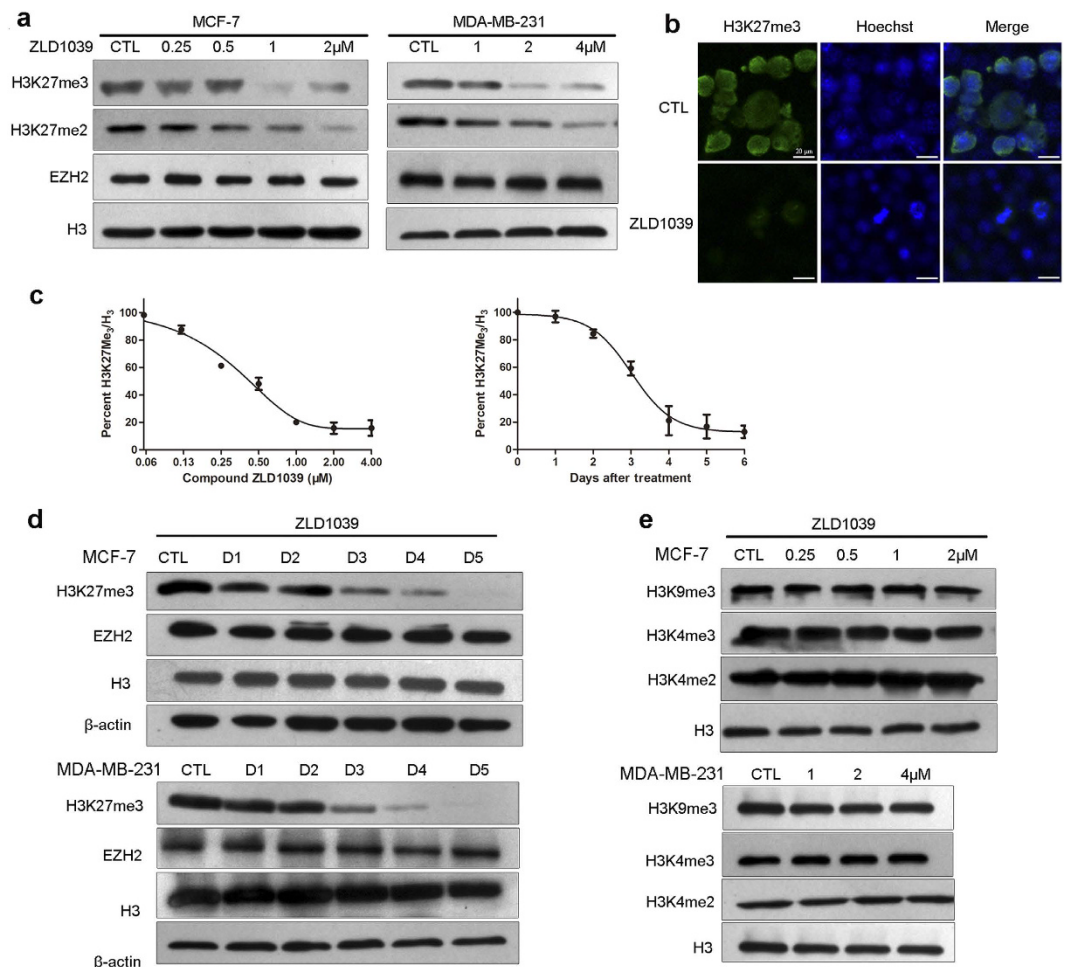 a
MCF-7
MDA-MB-231
ZLD1039 CTL 0.25 0.5 1 2μM
CTL 1 2 4μM
H3K27me3
H3K27me2
EZH2
H3
b
H3K27me3 Hoechst Merge
CTL
20 μm
ZLD1039
c
Percent H3K27Me3/H3
100
80
60
40
20
0
0.06 0.13 0.25 0.50 1.00 2.00 4.00
Compound ZLD1039 (μM)
Percent H3K27Me3/H3
100
80
60
40
20
0
0 1 2 3 4 5 6
Days after treatment
d
ZLD1039
MCF-7 CTL D1 D2 D3 D4 D5
H3K27me3
EZH2
H3
β-actin
MDA-MB-231 CTL D1 D2 D3 D4 D5
H3K27me3
EZH2
H3
β-actin
e
ZLD1039
MCF-7 CTL 0.25 0.5 1 2μM
H3K9me3
H3K4me3
H3K4me2
H3
MDA-MB-231 CTL 1 2 4μM
H3K9me3
H3K4me3
H3K4me2
H3